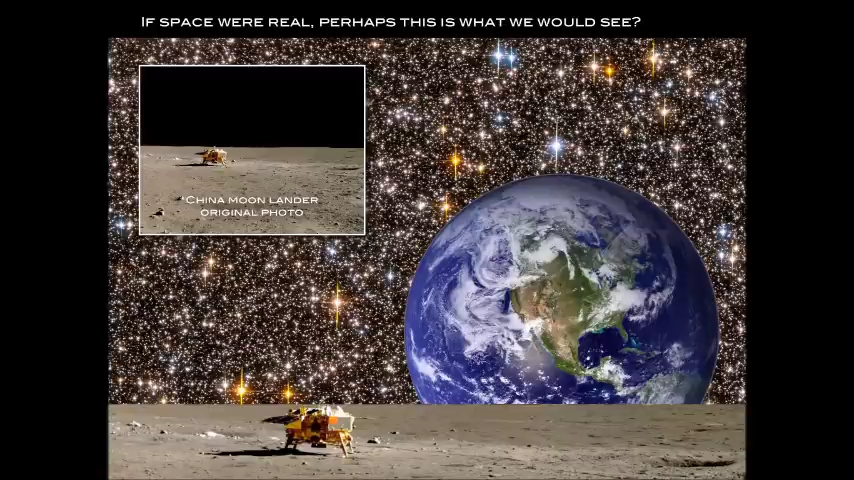 If space were real, perhaps this is what we would see?
*China moon lander
original photo